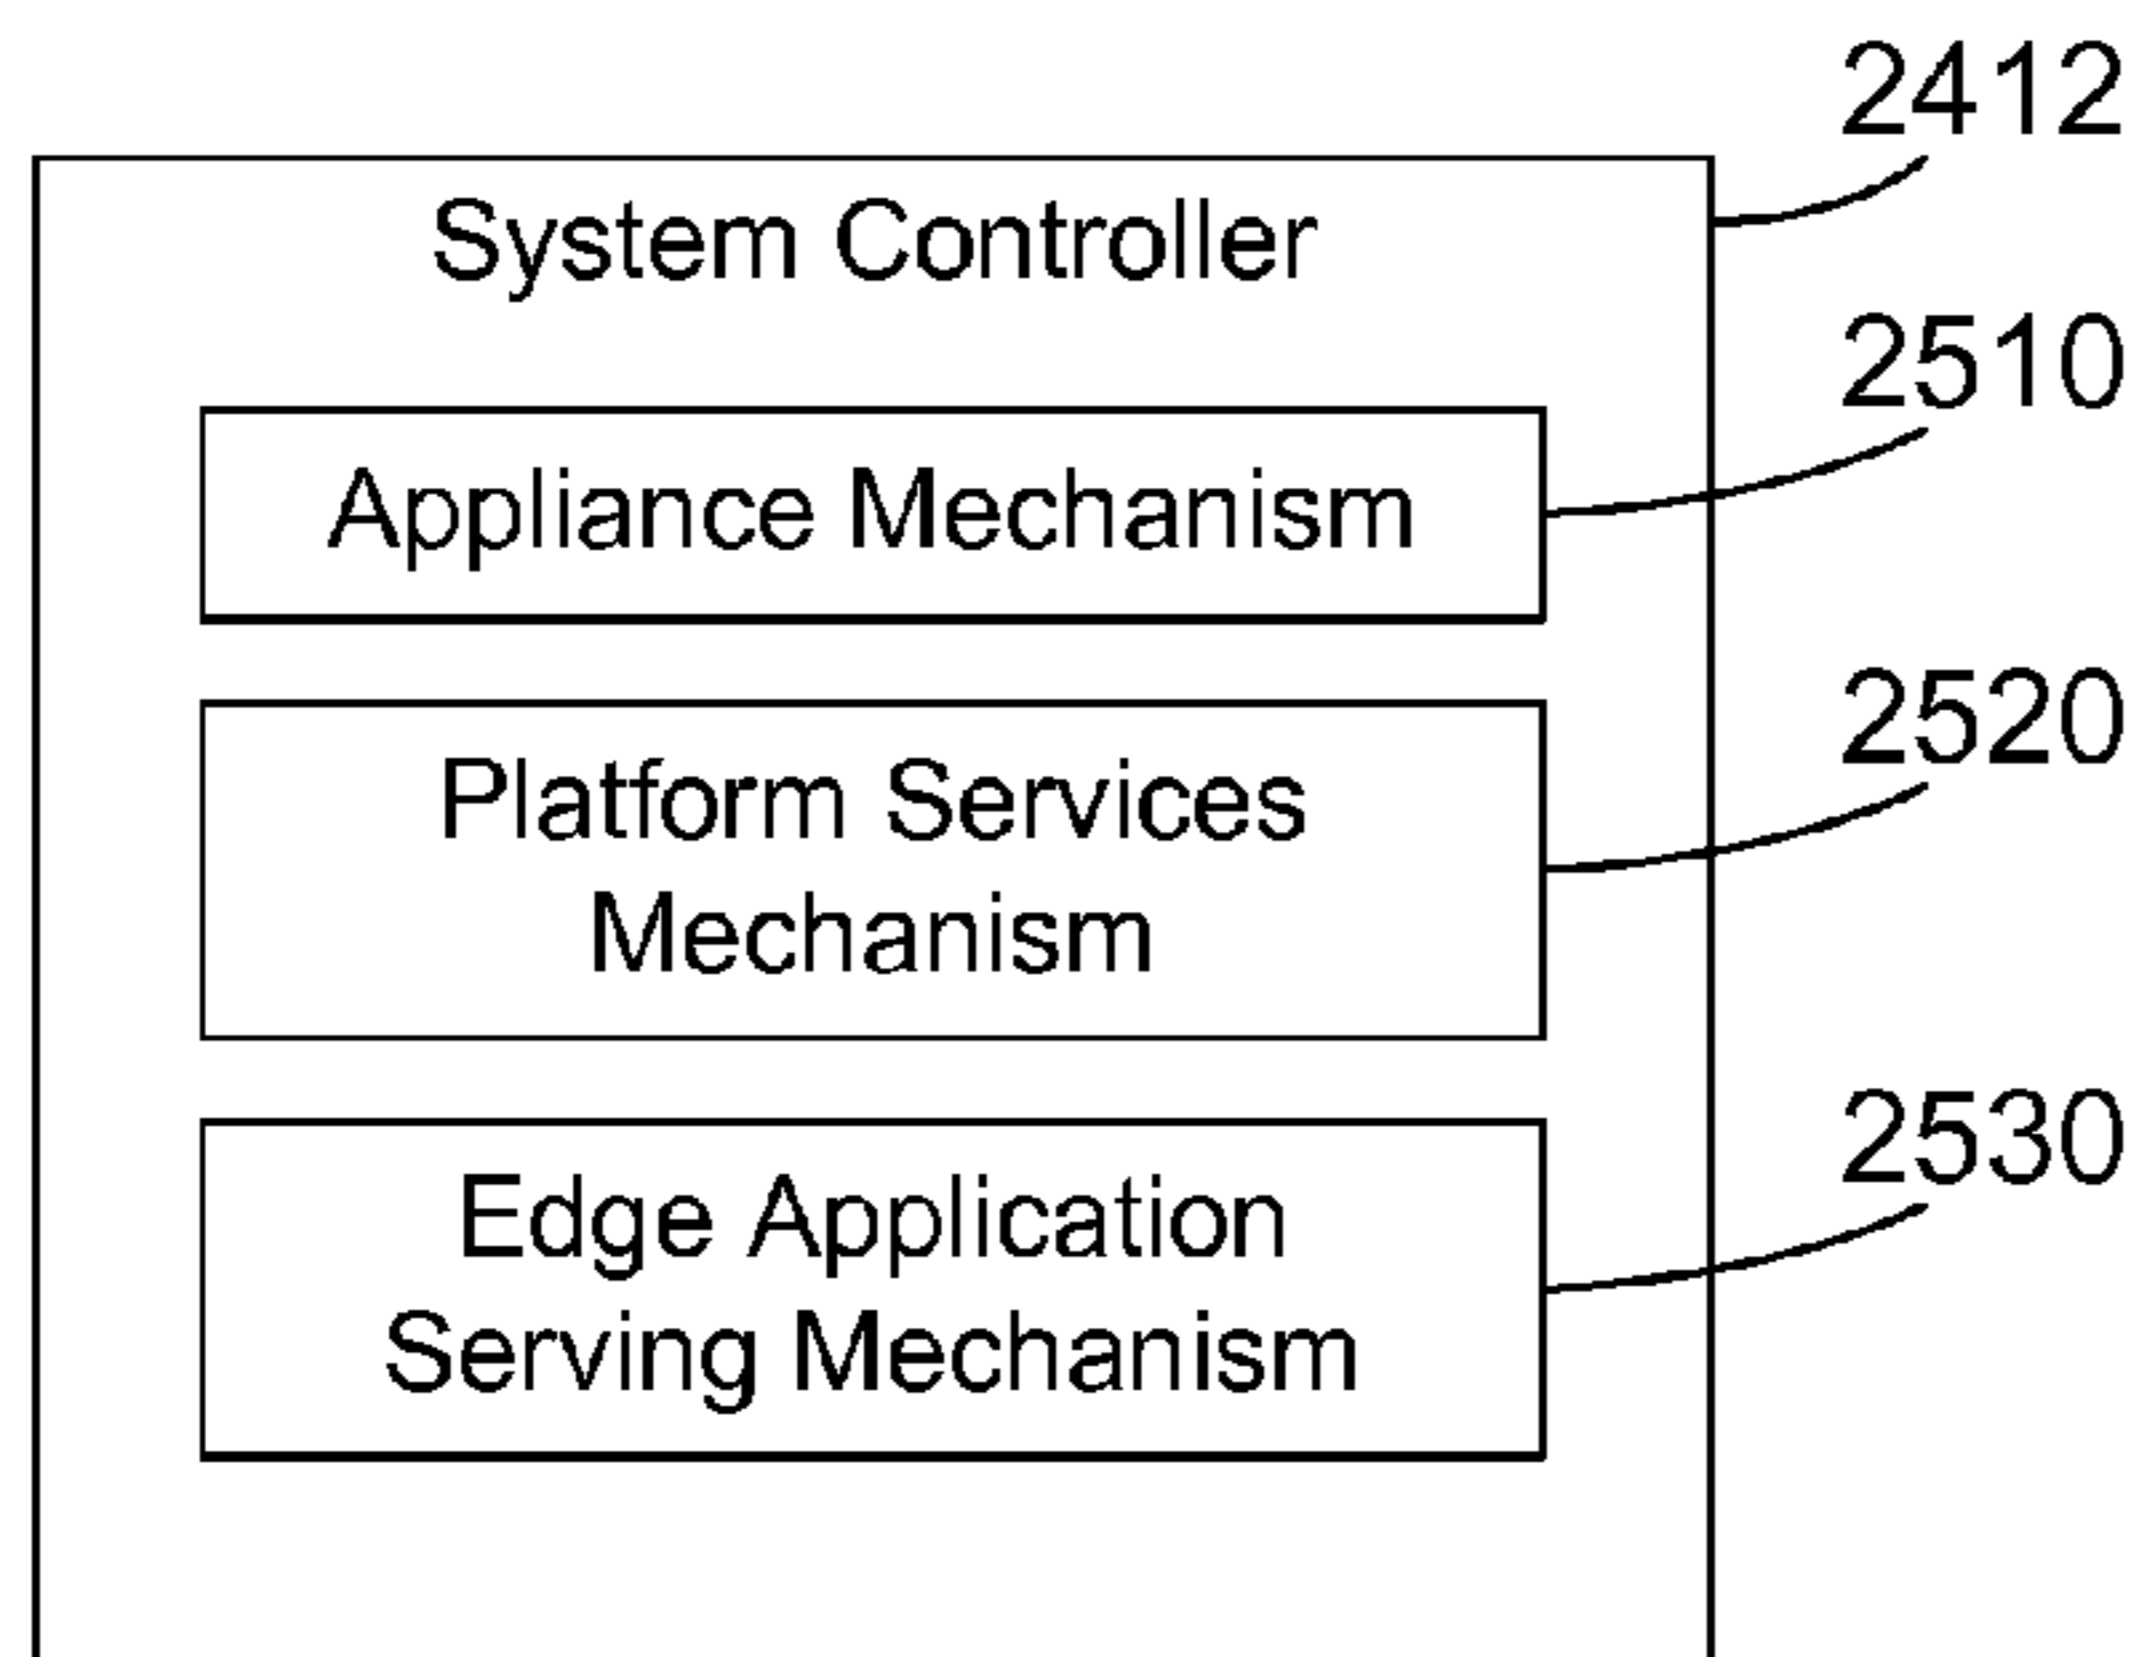 2412
System Controller
2510
Appliance Mechanism
2520
Platform Services
Mechanism
2530
Edge Application
Serving Mechanism